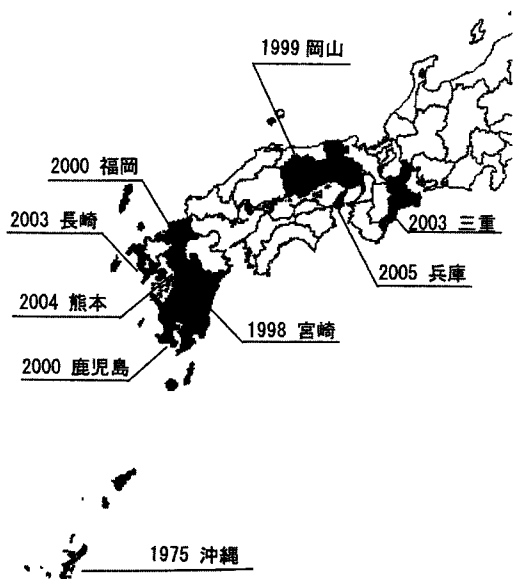 1999 岡山
2000 福岡
2003 長崎
2003 三重
2005 兵庫
2004 熊本
1998 宮崎
2000 鹿児島
1975 沖縄